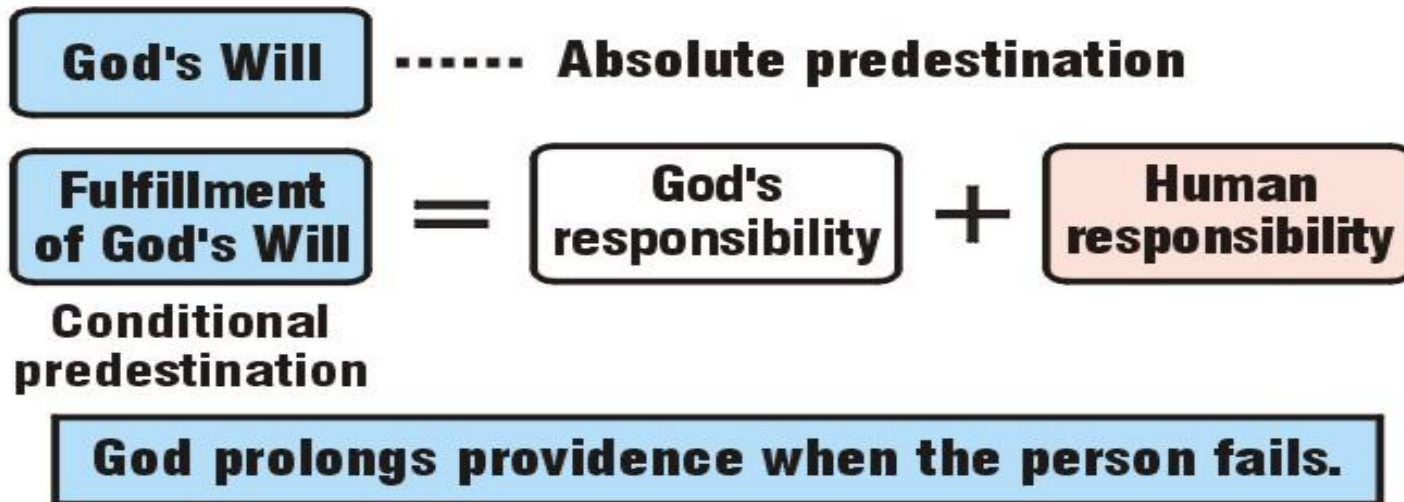 God's Will ------ Absolute predestination
Fulfillment of God's Will = God's responsibility + Human responsibility
Conditional
predestination
God prolongs providence when the person fails.